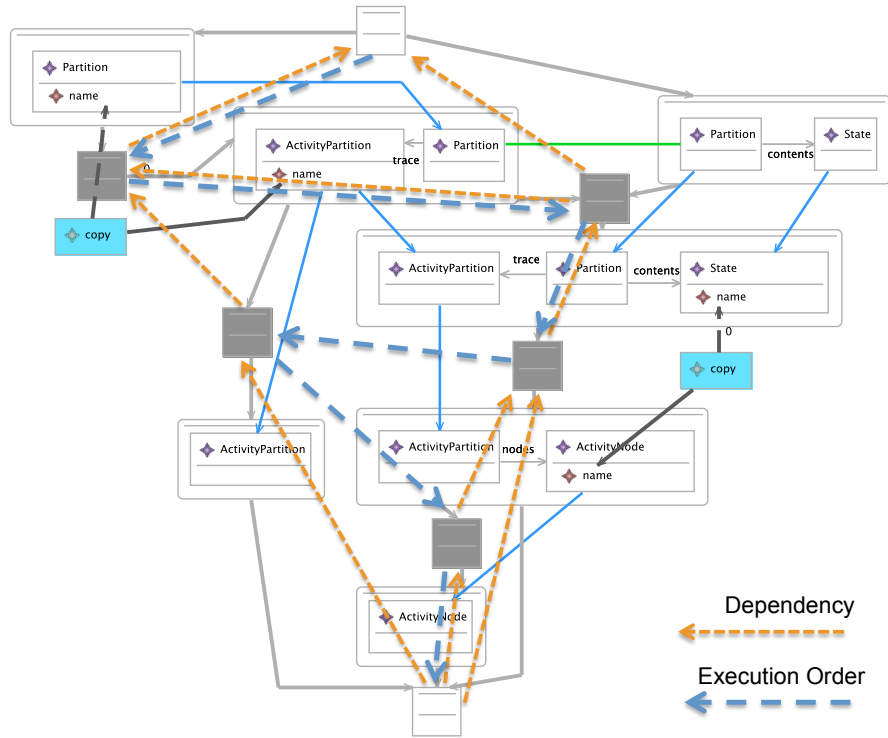 Partition
name
ActivityPartition
name
trace
Partition
Partition
contents
State
0
copy
ActivityPartition
trace
Partition
contents
State
name
0
copy
ActivityPartition
ActivityPartition
nodes
ActivityNode
name
ActivityNode
Dependency
Execution Order